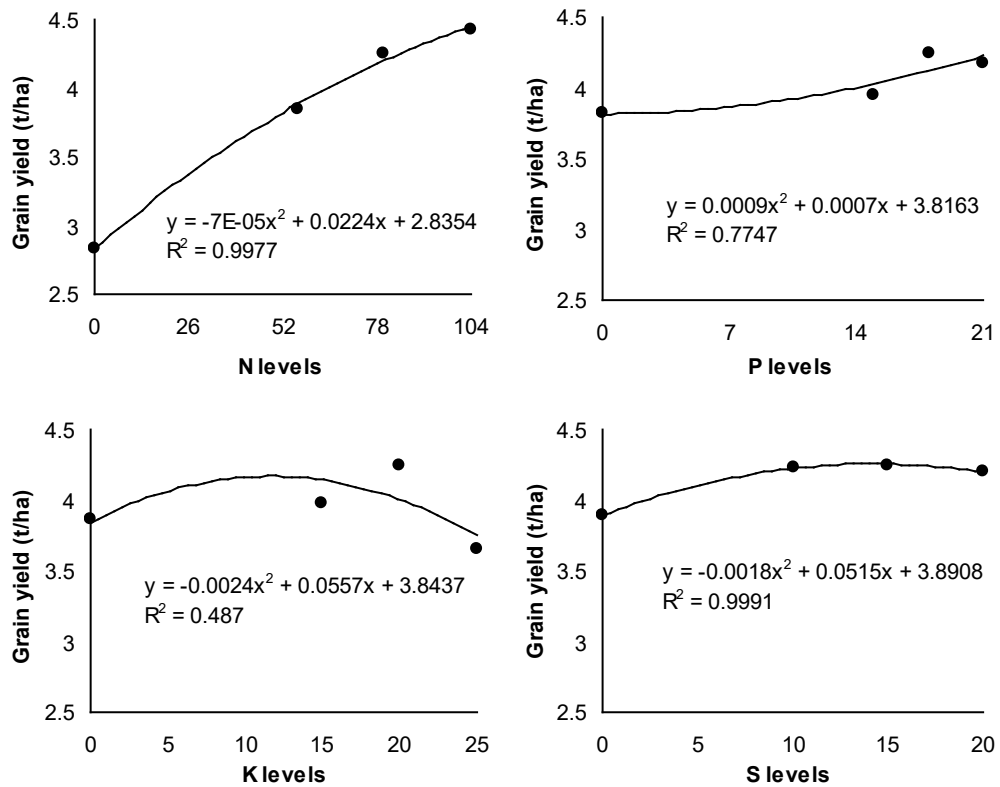 Grain yield (t/ha)
4.5
4
3.5
3
2.5
y = -7E-05x² + 0.0224x + 2.8354
R² = 0.9977
0 26 52 78 104
N levels
Grain yield (t/ha)
4.5
4
3.5
3
2.5
y = 0.0009x² + 0.0007x + 3.8163
R² = 0.7747
0 7 14 21
P levels
Grain yield (t/ha)
4.5
4
3.5
3
2.5
y = -0.0024x² + 0.0557x + 3.8437
R² = 0.487
0 5 10 15 20 25
K levels
Grain yield (t/ha)
4.5
4
3.5
3
2.5
y = -0.0018x² + 0.0515x + 3.8908
R² = 0.9991
0 5 10 15 20
S levels